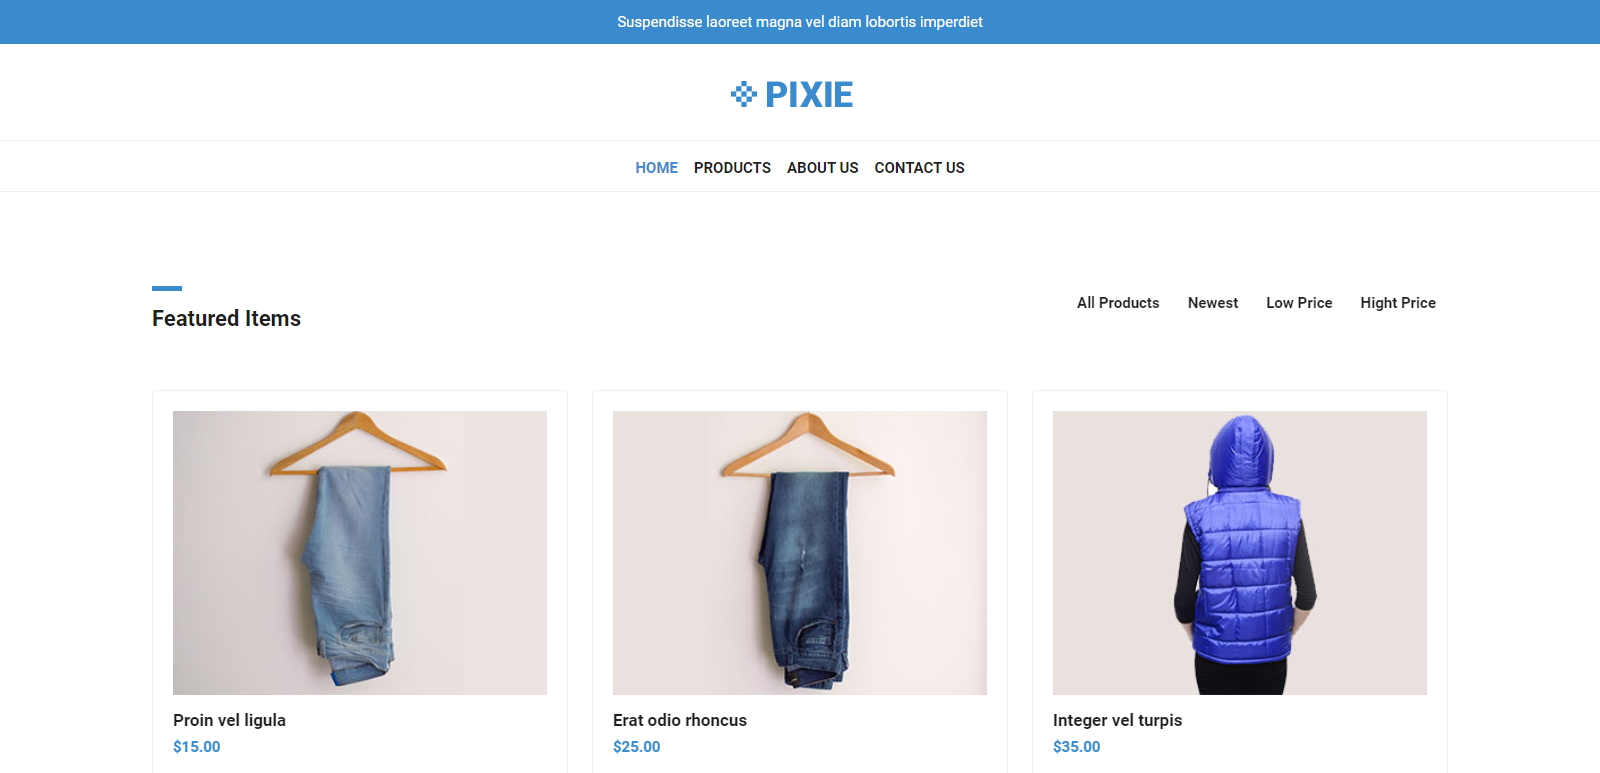 Suspendisse laoreet magna vel diam lobortis imperdiet
PIXIE
HOME PRODUCTS ABOUT US CONTACT US
Featured Items
All Products Newest Low Price Hight Price
Proin vel ligula
$15.00
Erat odio rhoncus
$25.00
Integer vel turpis
$35.00